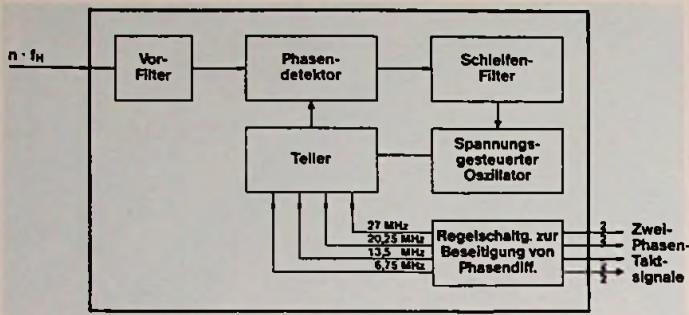 n · fH
Vor-
Filter
Phasen-
detektor
Schleifen-
Filter
Teiler
Spannungs-
gesteuerter
Oszillator
27 MHz
20,25 MHz
13,5 MHz
6,75 MHz
Regelschaltg. zur
Beseitigung von
Phasendiff.
2
2
2
2
Zwei-
Phasen-
Takt-
signale